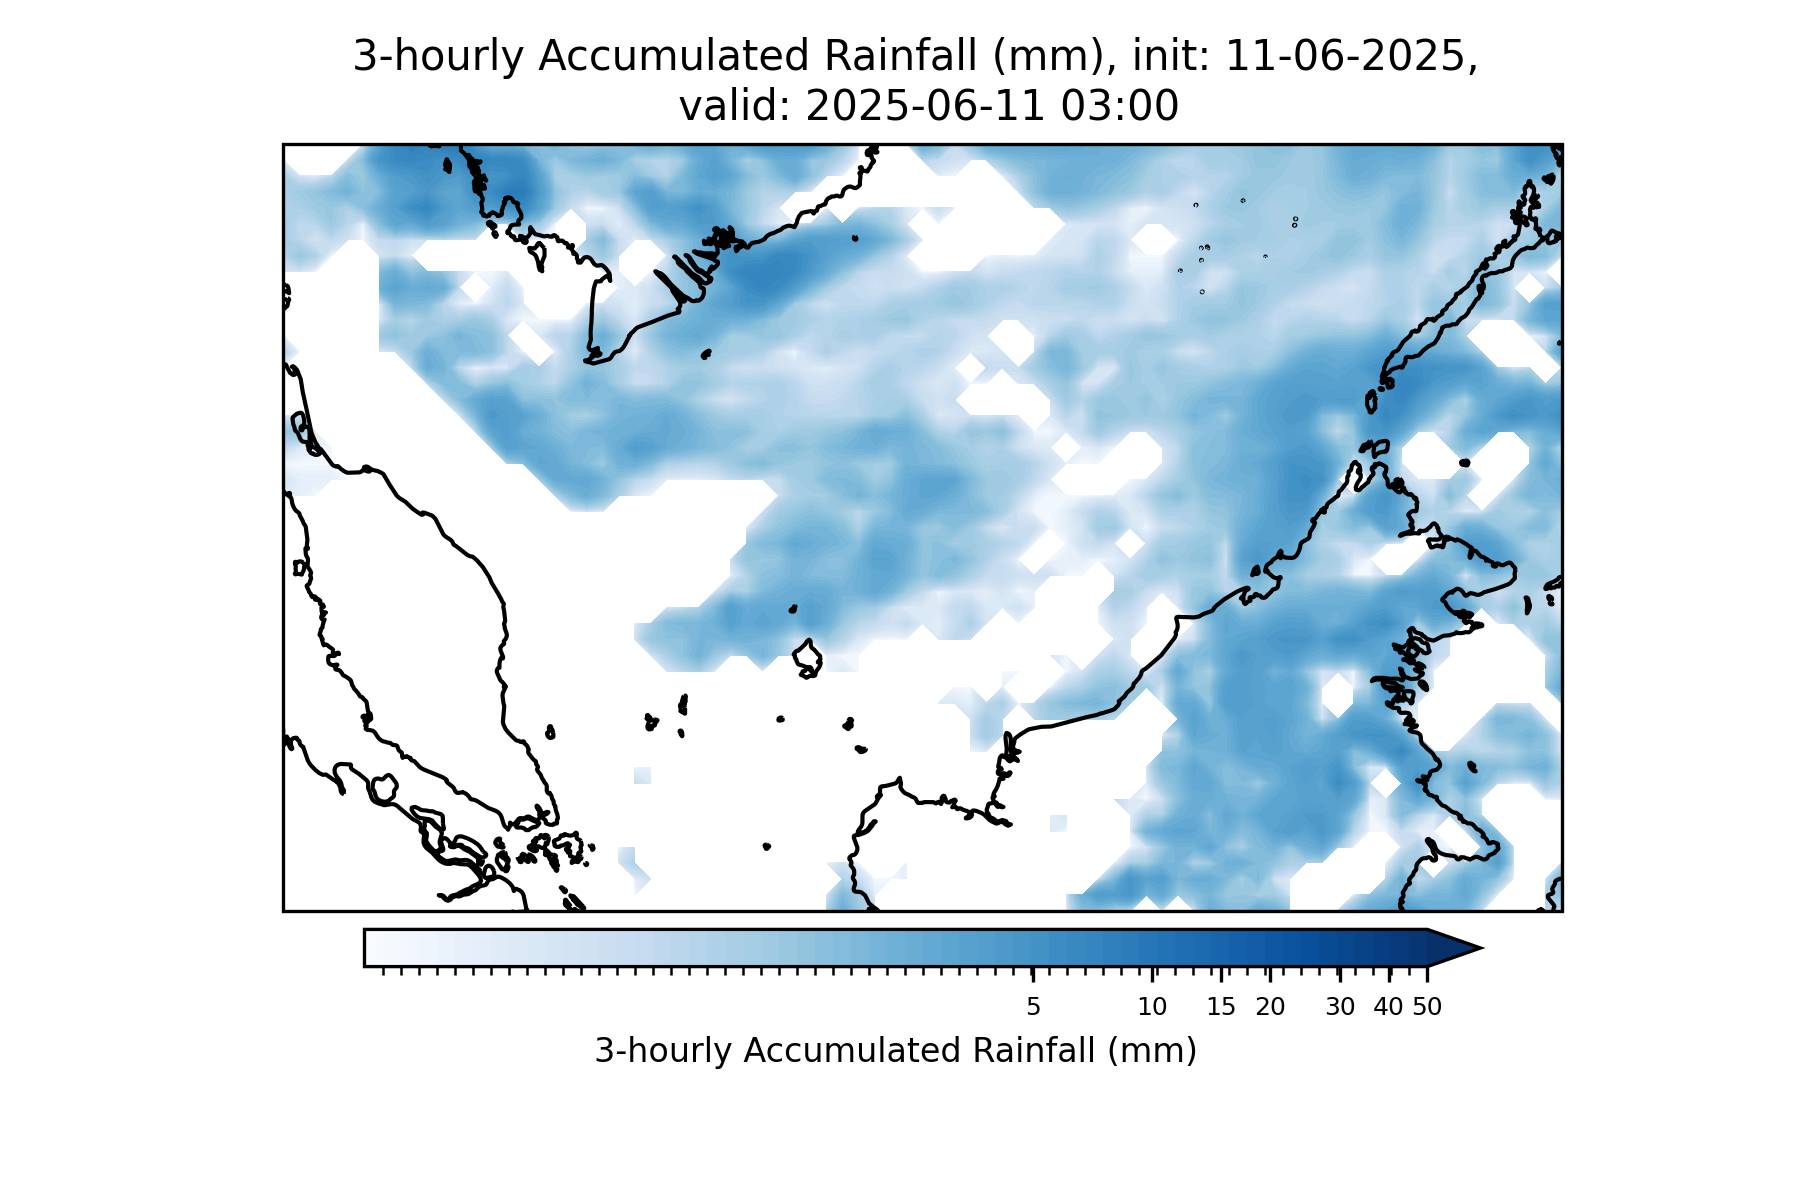 3-hourly Accumulated Rainfall (mm), init: 11-06-2025,
valid: 2025-06-11 03:00
5 10 15 20 30 40 50
3-hourly Accumulated Rainfall (mm)